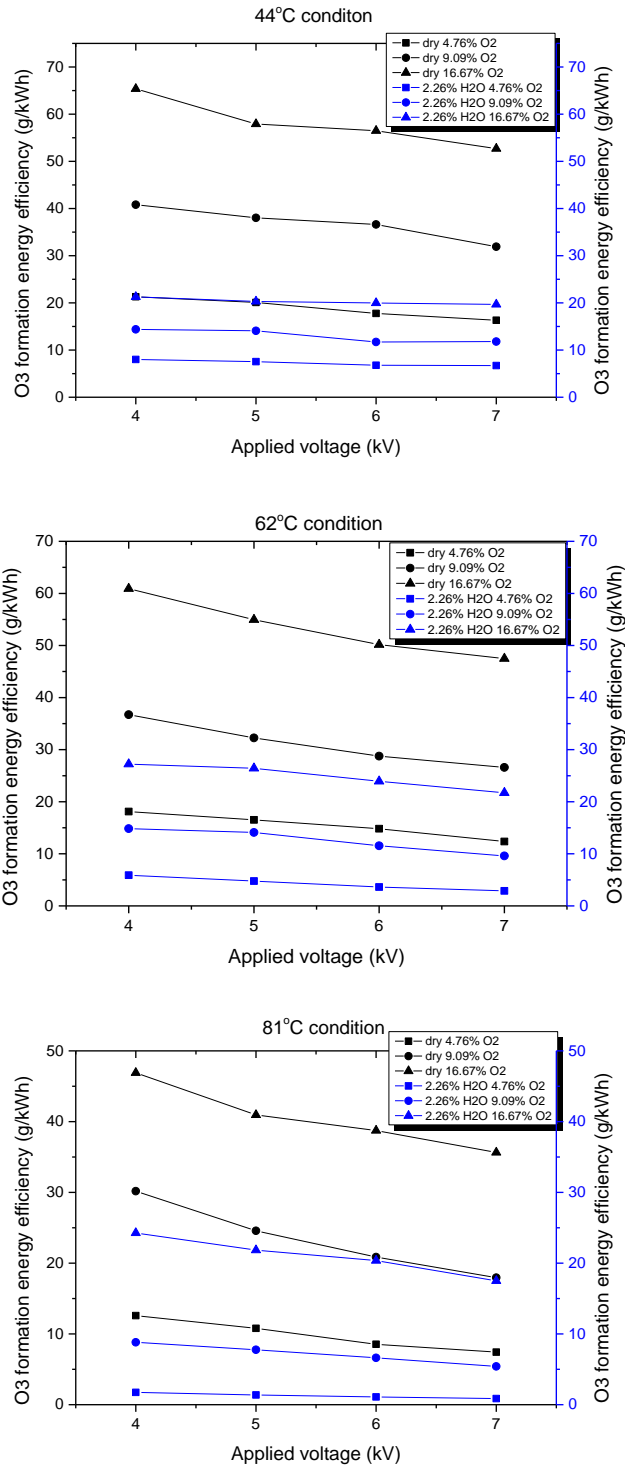 44°C conditon
dry 4.76% O2
dry 9.09% O2
dry 16.67% O2
2.26% H2O 4.76% O2
2.26% H2O 9.09% O2
2.26% H2O 16.67% O2
O3 formation energy efficiency (g/kWh)
70
60
50
40
30
20
10
0
70
60
50
40
30
20
10
0
O3 formation energy efficiency (g/kWh)
4 5 6 7
Applied voltage (kV)
62°C condition
dry 4.76% O2
dry 9.09% O2
dry 16.67% O2
2.26% H2O 4.76% O2
2.26% H2O 9.09% O2
2.26% H2O 16.67% O2
O3 formation energy efficiency (g/kWh)
70
60
50
40
30
20
10
0
70
60
50
40
30
20
10
0
O3 formation energy efficiency (g/kWh)
4 5 6 7
Applied voltage (kV)
81°C condition
dry 4.76% O2
dry 9.09% O2
dry 16.67% O2
2.26% H2O 4.76% O2
2.26% H2O 9.09% O2
2.26% H2O 16.67% O2
O3 formation energy efficiency (g/kWh)
50
40
30
20
10
0
50
40
30
20
10
0
O3 formation energy efficiency (g/kWh)
4 5 6 7
Applied voltage (kV)